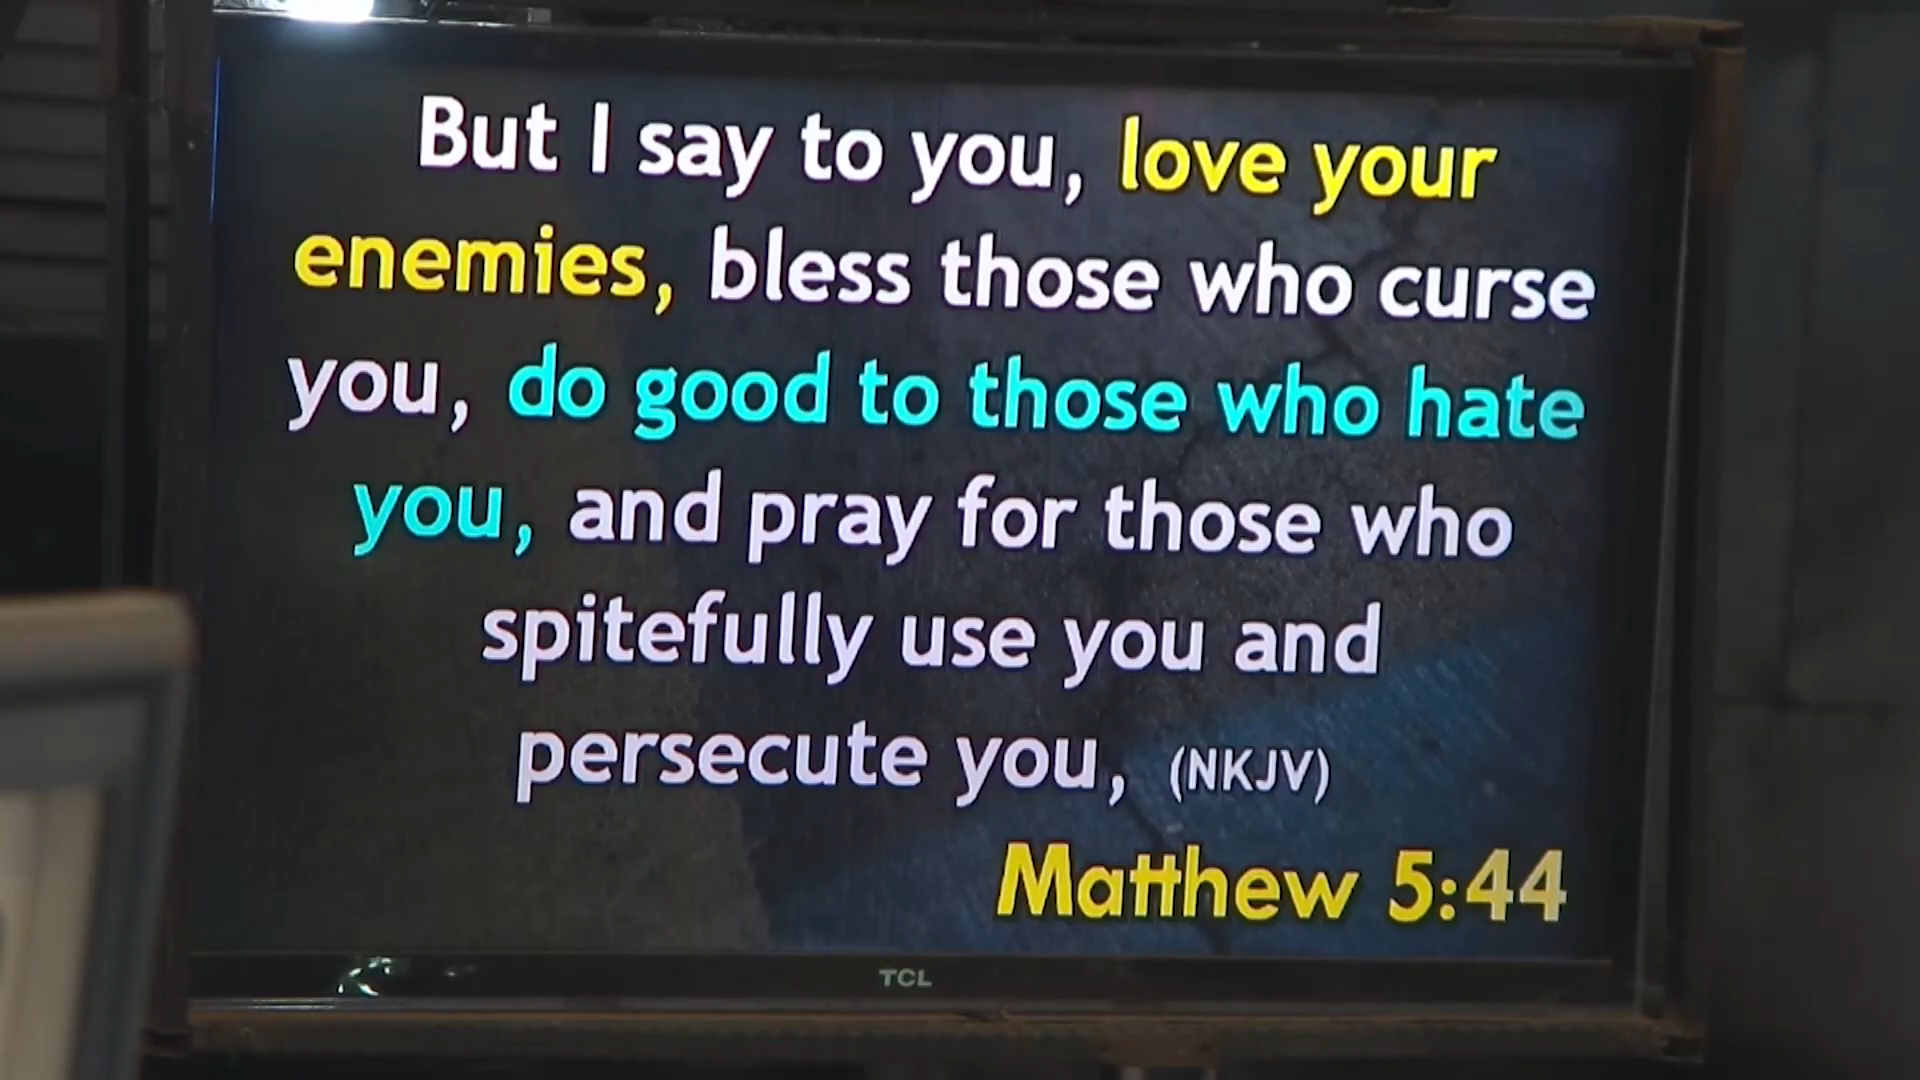 But I say to you, love your
enemies, bless those who curse
you, do good to those who hate
you, and pray for those who
spitefully use you and
persecute you, (NKJV)
Matthew 5:44
TCL